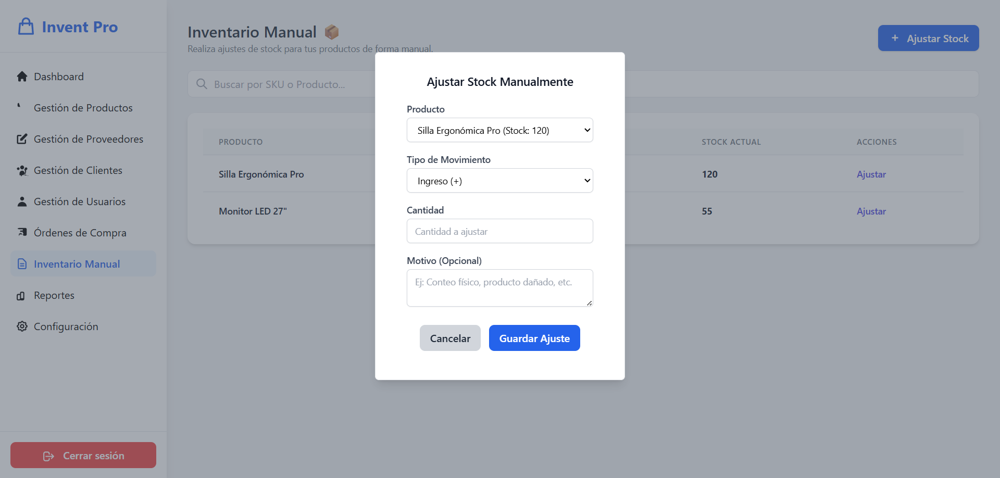 Invent Pro
Dashboard
Gestión de Productos
Gestión de Proveedores
Gestión de Clientes
Gestión de Usuarios
Órdenes de Compra
Inventario Manual
Reportes
Configuración
Cerrar sesión
Inventario Manual
Realiza ajustes de stock para tus productos de forma manual.
+ Ajustar Stock
Buscar por SKU o Producto...
PRODUCTO STOCK ACTUAL ACCIONES
Silla Ergonómica Pro 120 Ajustar
Monitor LED 27" 55 Ajustar
Ajustar Stock Manualmente
Producto
Silla Ergonómica Pro (Stock: 120)
Tipo de Movimiento
Ingreso (+)
Cantidad
Cantidad a ajustar
Motivo (Opcional)
Ej: Conteo físico, producto dañado, etc.
Cancelar Guardar Ajuste